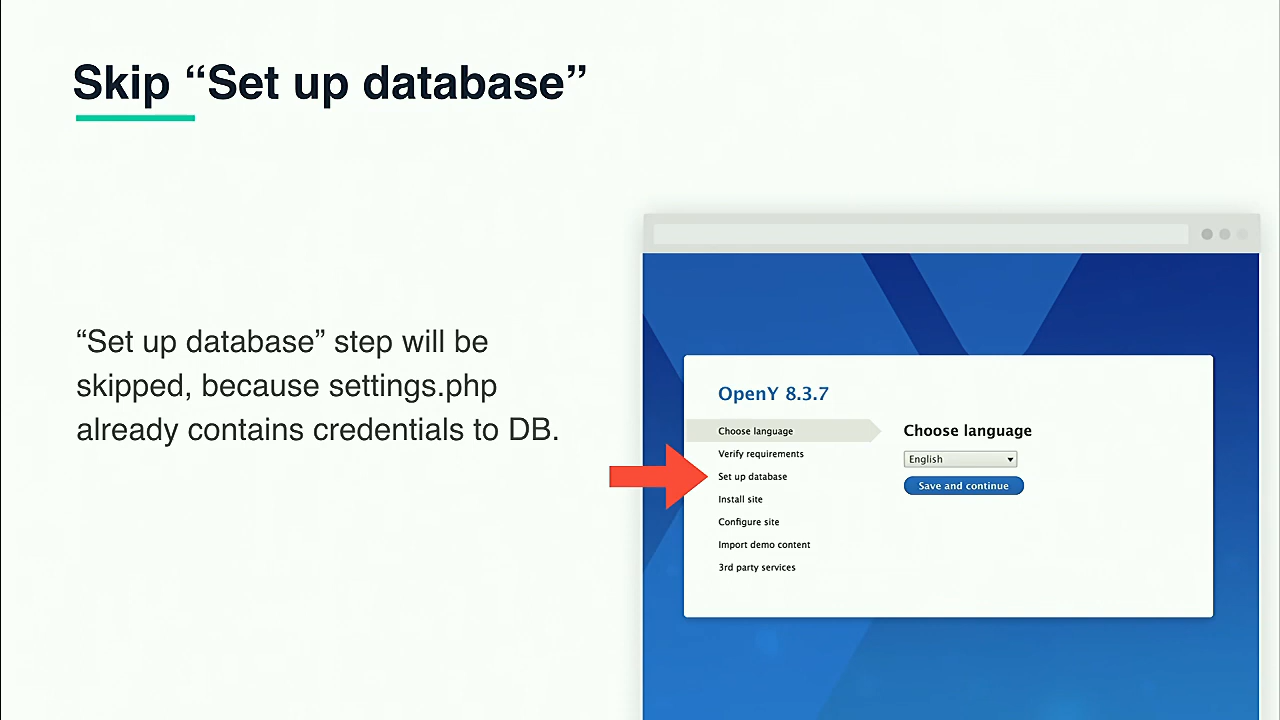 Skip “Set up database”
“Set up database” step will be
skipped, because settings.php
already contains credentials to DB.
OpenY 8.3.7
Choose language
Verify requirements
Set up database
Install site
Configure site
Import demo content
3rd party services
Choose language
English
Save and continue